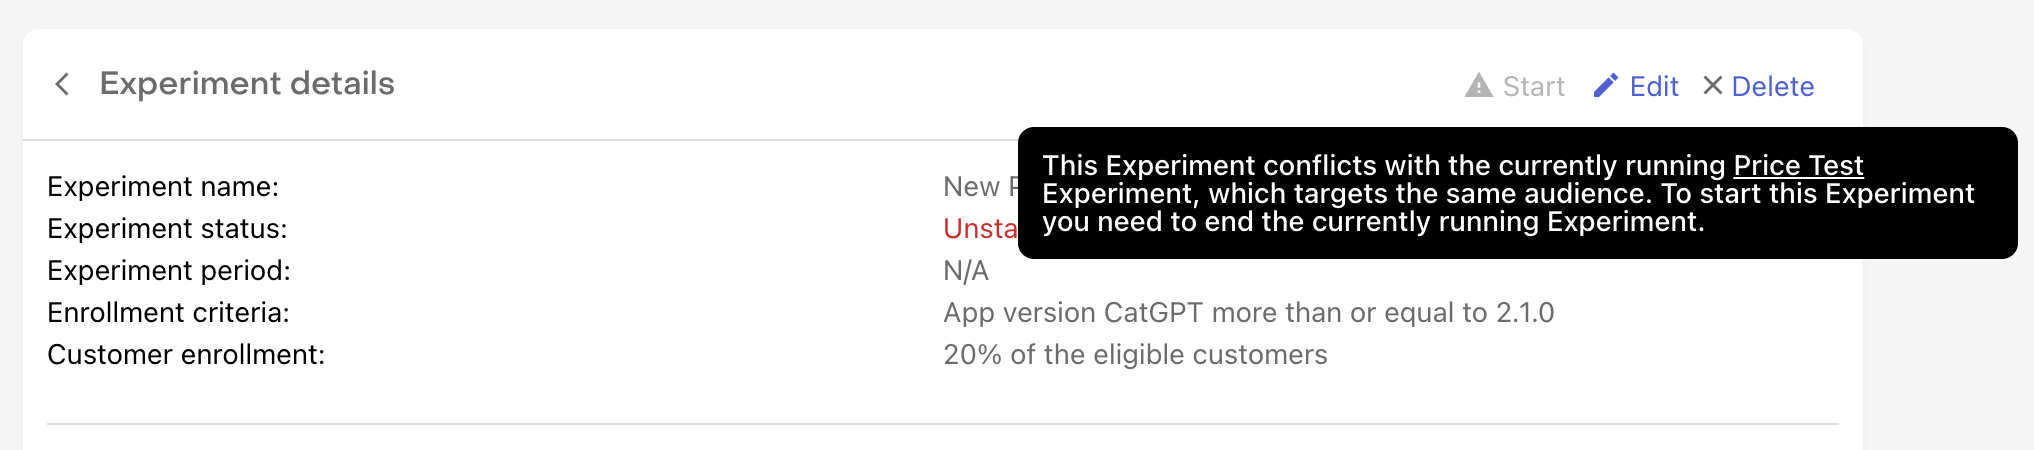 Experiment details
Start Edit Delete
This Experiment conflicts with the currently running Price Test
Experiment, which targets the same audience. To start this Experiment
you need to end the currently running Experiment.
Experiment name: New
Experiment status:
Experiment period: N/A
Enrollment criteria: App version CatGPT more than or equal to 2.1.0
Customer enrollment: 20% of the eligible customers